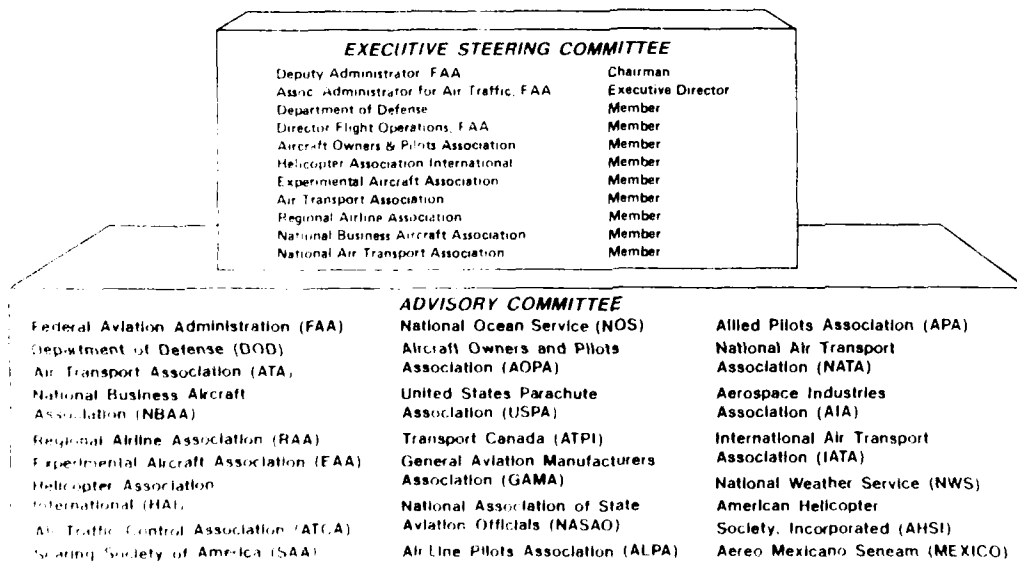 EXECUTIVE STEERING COMMITTEE
Deputy Administrator, FAA Chairman
Assoc. Administrator for Air Traffic, FAA Executive Director
Department of Defense Member
Director Flight Operations, FAA Member
Aircraft Owners & Pilots Association Member
Helicopter Association International Member
Experimental Aircraft Association Member
Air Transport Association Member
Regional Airline Association Member
National Business Aircraft Association Member
National Air Transport Association Member
ADVISORY COMMITTEE
Federal Aviation Administration (FAA)
Department of Defense (DOD)
Air Transport Association (ATA)
National Business Aircraft
Association (NBAA)
Regional Airline Association (RAA)
Experimental Aircraft Association (EAA)
Helicopter Association
International (HAI)
Air Traffic Control Association (ATCA)
Soaring Society of America (SAA)
National Ocean Service (NOS)
Aircraft Owners and Pilots
Association (AOPA)
United States Parachute
Association (USPA)
Transport Canada (ATPI)
General Aviation Manufacturers
Association (GAMA)
National Association of State
Aviation Officials (NASAO)
Air Line Pilots Association (ALPA)
Allied Pilots Association (APA)
National Air Transport
Association (NATA)
Aerospace Industries
Association (AIA)
International Air Transport
Association (IATA)
National Weather Service (NWS)
American Helicopter
Society, Incorporated (AHSI)
Aereo Mexicano Seneam (MEXICO)